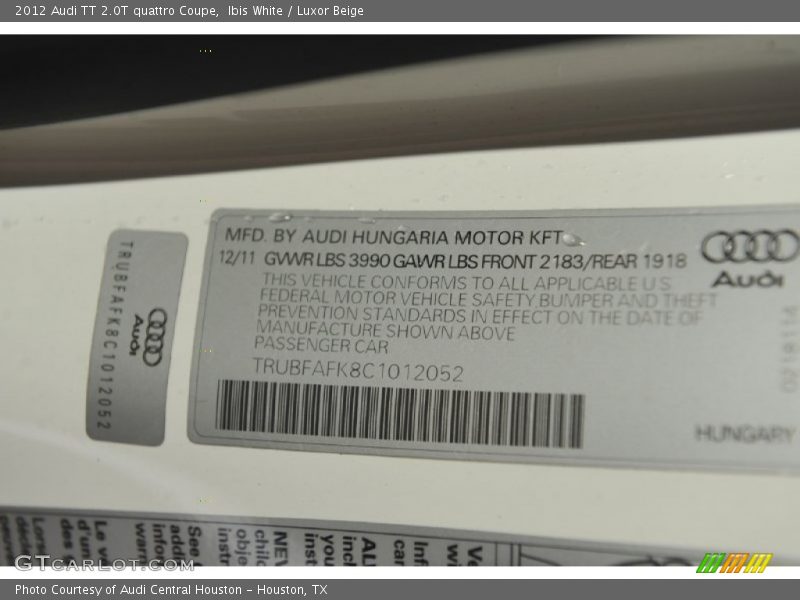 2012 Audi TT 2.0T quattro Coupe,  Ibis White / Luxor Beige
MFD. BY AUDI HUNGARIA MOTOR KFT
12/11 GVWR LBS 3990 GAWR LBS FRONT 2183/REAR 1918
THIS VEHICLE CONFORMS TO ALL APPLICABLE U S
FEDERAL MOTOR VEHICLE SAFETY, BUMPER AND THEFT
PREVENTION STANDARDS IN EFFECT ON THE DATE OF
MANUFACTURE SHOWN ABOVE
PASSENGER CAR
TRUBFAFK8C1012052
Audi
HUNGARY
TRUBFAFK8C1012052
Audi
See
NEW
GTCARLOT.COM
Photo Courtesy of Audi Central Houston - Houston, TX